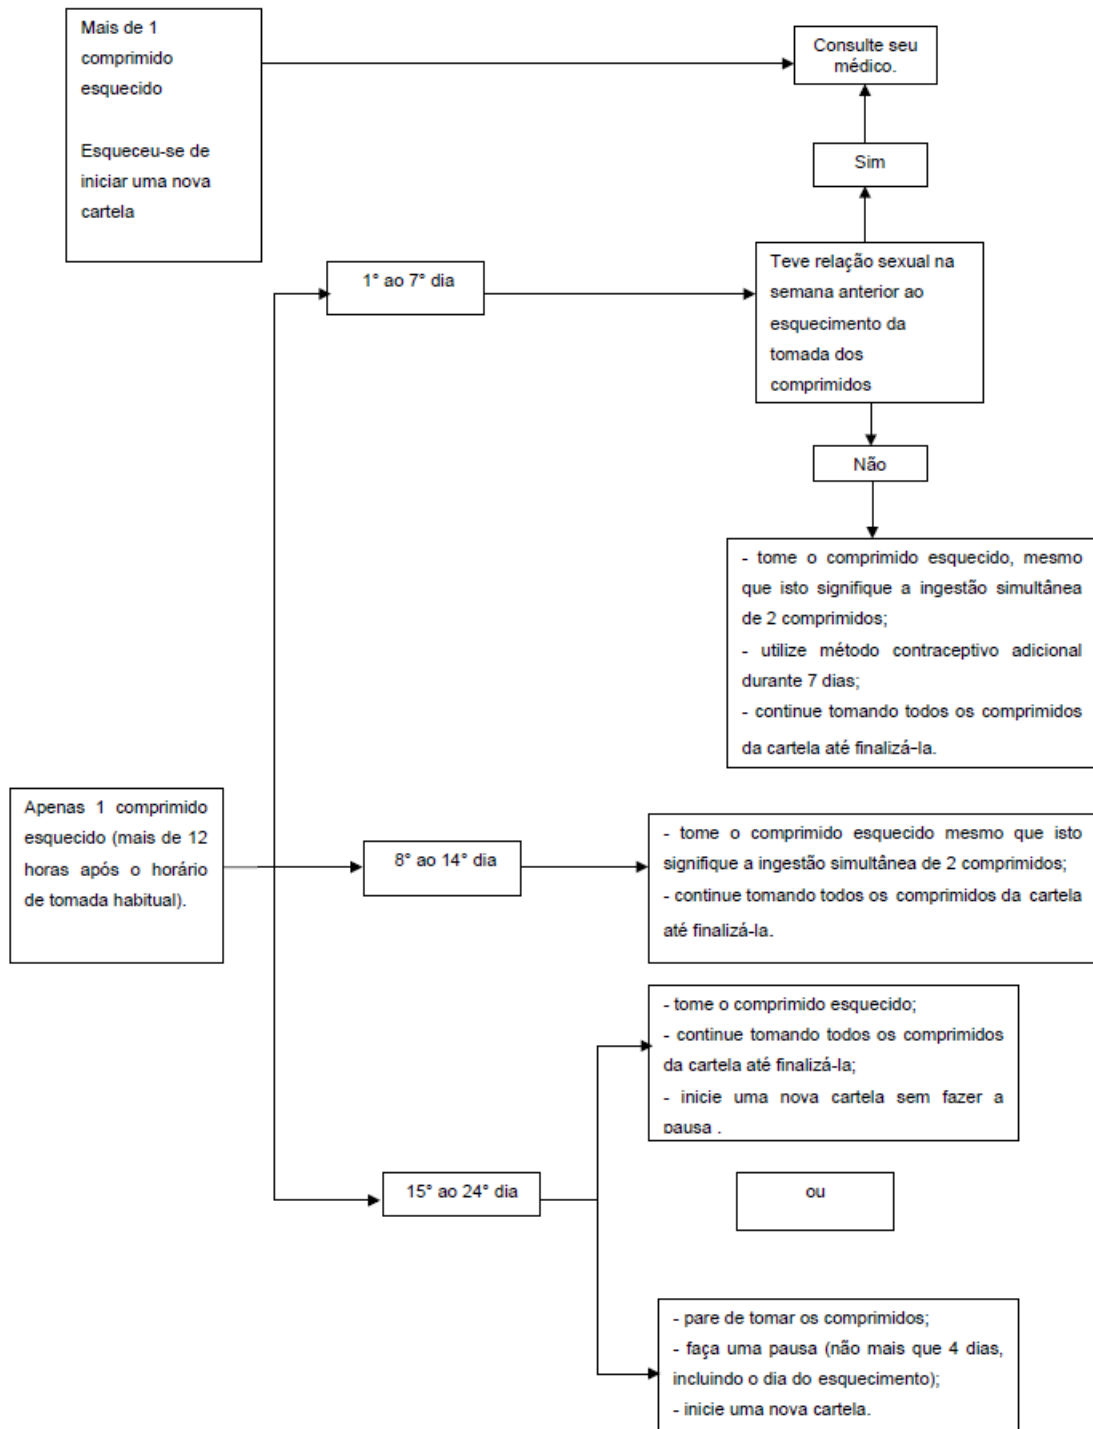 Mais de 1
comprimido
esquecido
Esqueceu-se de
iniciar uma nova
cartela
Consulte seu
médico.
Sim
1° ao 7° dia
Teve relação sexual na
semana anterior ao
esquecimento da
tomada dos
comprimidos
Não
- tome o comprimido esquecido, mesmo
que isto signifique a ingestão simultânea
de 2 comprimidos;
- utilize método contraceptivo adicional
durante 7 dias;
- continue tomando todos os comprimidos
da cartela até finalizá-la.
Apenas 1 comprimido
esquecido (mais de 12
horas após o horário
de tomada habitual).
8° ao 14° dia
- tome o comprimido esquecido mesmo que isto
signifique a ingestão simultânea de 2 comprimidos;
- continue tomando todos os comprimidos da cartela
até finalizá-la.
- tome o comprimido esquecido;
- continue tomando todos os comprimidos
da cartela até finalizá-la;
- inicie uma nova cartela sem fazer a
pausa .
15° ao 24° dia
ou
- pare de tomar os comprimidos;
- faça uma pausa (não mais que 4 dias,
incluindo o dia do esquecimento);
- inicie uma nova cartela.